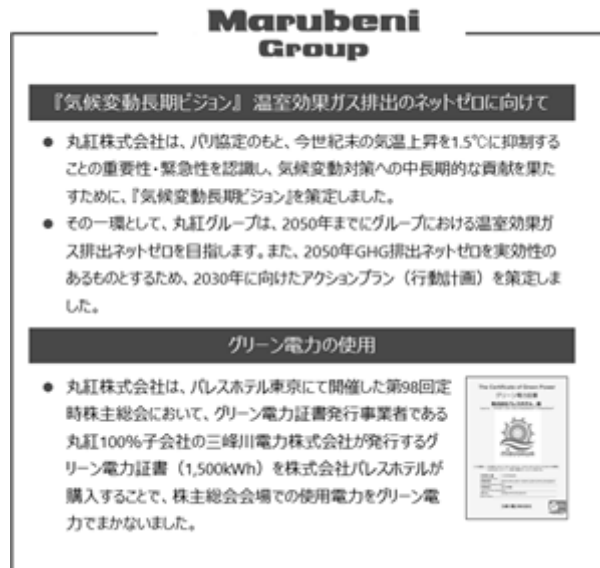 Marubeni
Group
『気候変動長期ビジョン』 温室効果ガス排出のネットゼロに向けて
● 丸紅株式会社は、パリ協定のもと、今世紀末の気温上昇を1.5℃に抑制する
ことの重要性・緊急性を認識し、気候変動対策への中長期的な貢献を果た
すために、『気候変動長期ビジョン』を策定しました。
● その一環として、丸紅グループは、2050年までにグループにおける温室効果ガ
ス排出ネットゼロを目指します。また、2050年GHG排出ネットゼロを実効性の
あるものとするため、2030年に向けたアクションプラン（行動計画）を策定しま
した。
グリーン電力の使用
● 丸紅株式会社は、パレスホテル東京にて開催した第98回定
時株主総会において、グリーン電力証書発行事業者である
丸紅100%子会社の三峰川電力株式会社が発行するグ
リーン電力証書（1,500kWh）を株式会社パレスホテルが
購入することで、株主総会会場での使用電力をグリーン電
力でまかないました。
The Certificate of Green Power
グリーン電力証書